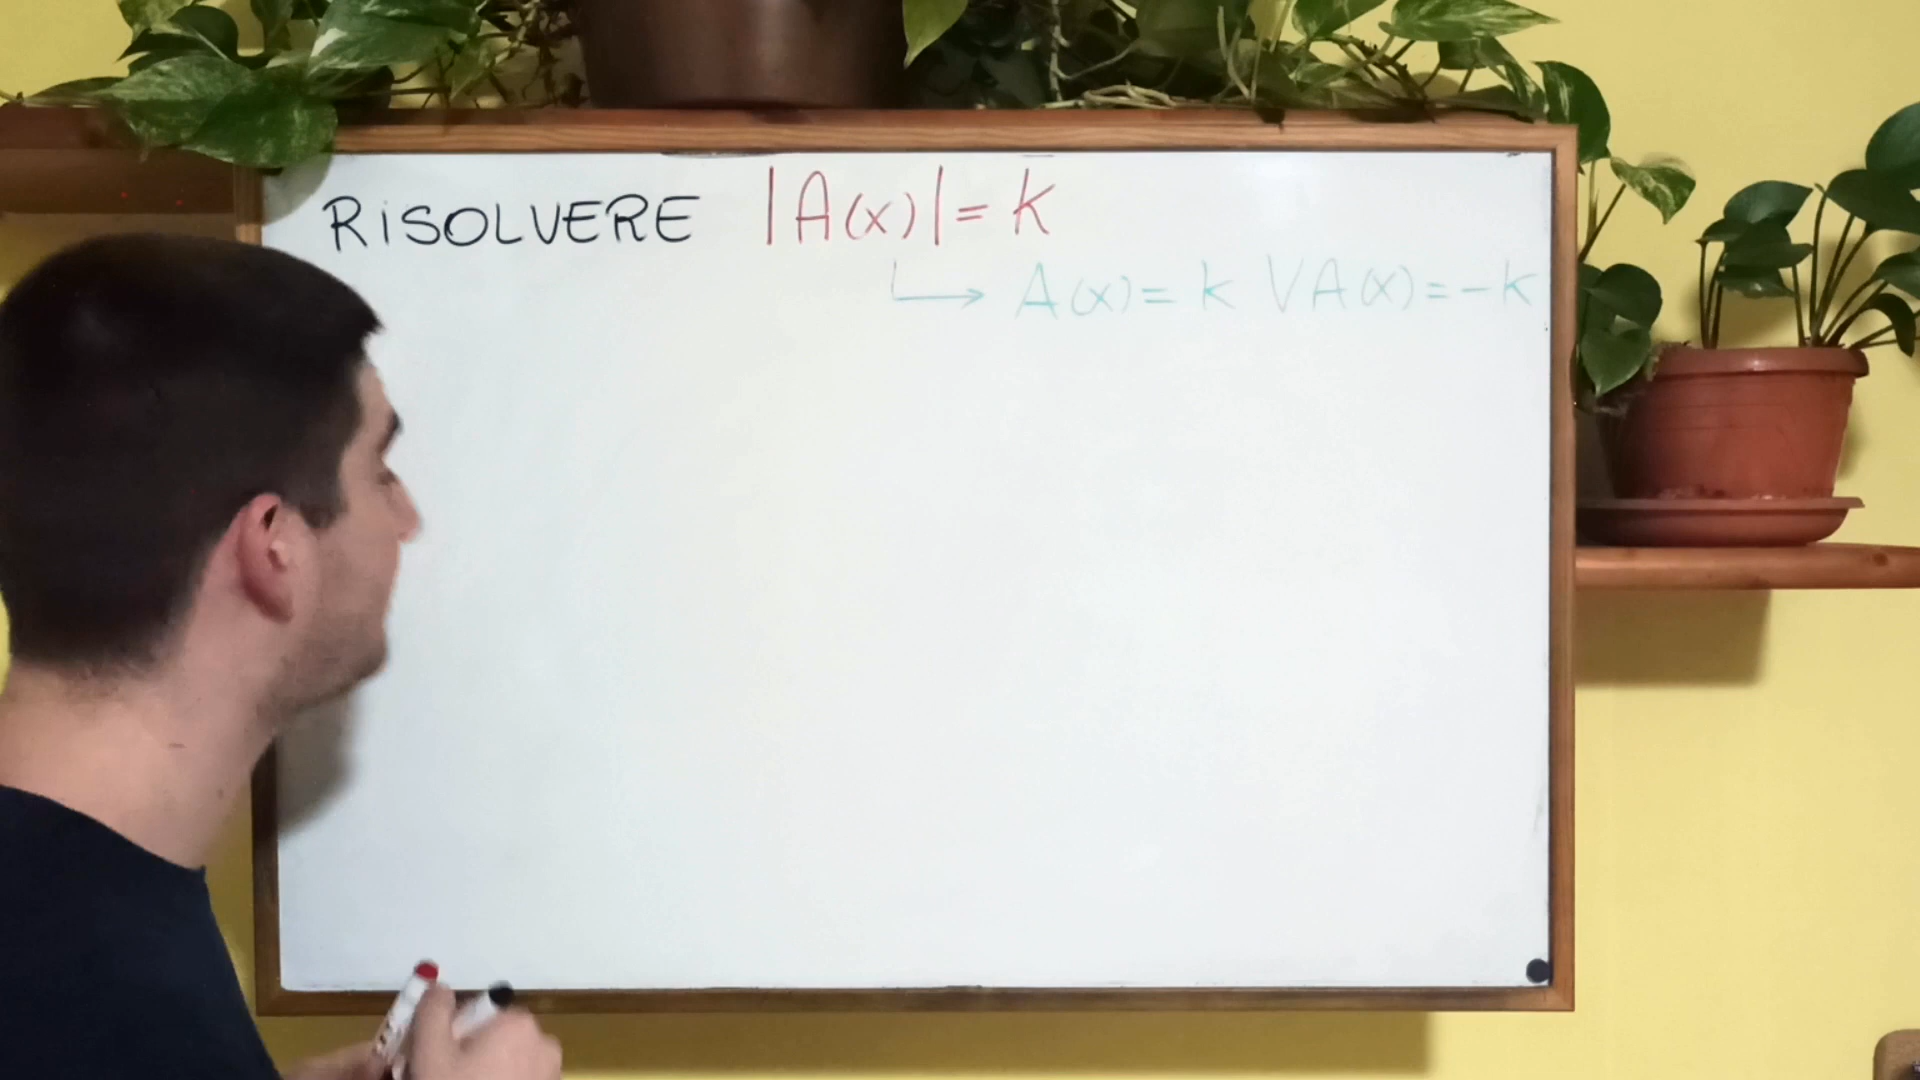 RiSOLVERE |A(x)| = K
↳ A(x) = K V A(x) = -K